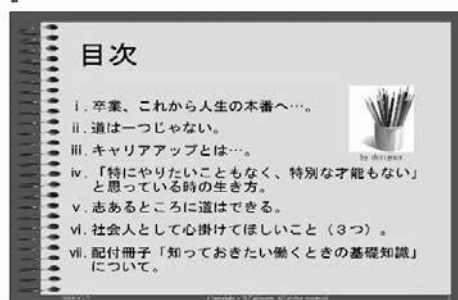 目次
ⅰ. 卒業、これから人生の本番へ…。
ⅱ. 道は一つじゃない。
ⅲ. キャリアアップとは…。
ⅳ. 「特にやりたいこともなく、特別な才能もない」
と思っている時の生き方。
ⅴ. 志あるところに道はできる。
ⅵ. 社会人として心掛けてほしいこと（3つ）。
ⅶ. 配付冊子「知っておきたい働くときの基礎知識」
について。
by designer